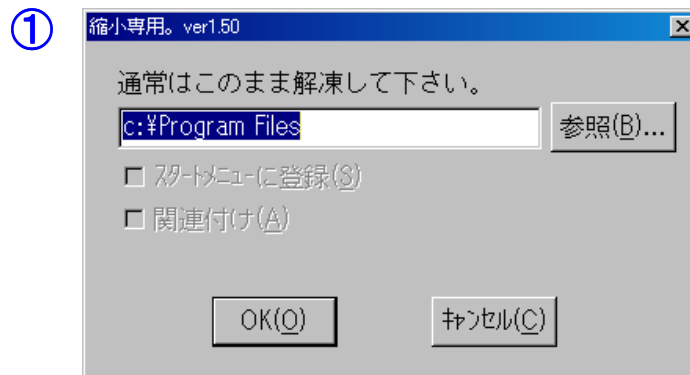 ①
縮小専用。ver1.50
通常はこのまま解凍して下さい。
c:¥Program Files
参照(B)...
ｽﾀｰﾄﾒﾆｭｰに登録(S)
関連付け(A)
OK(O)
ｷｬﾝｾﾙ(C)